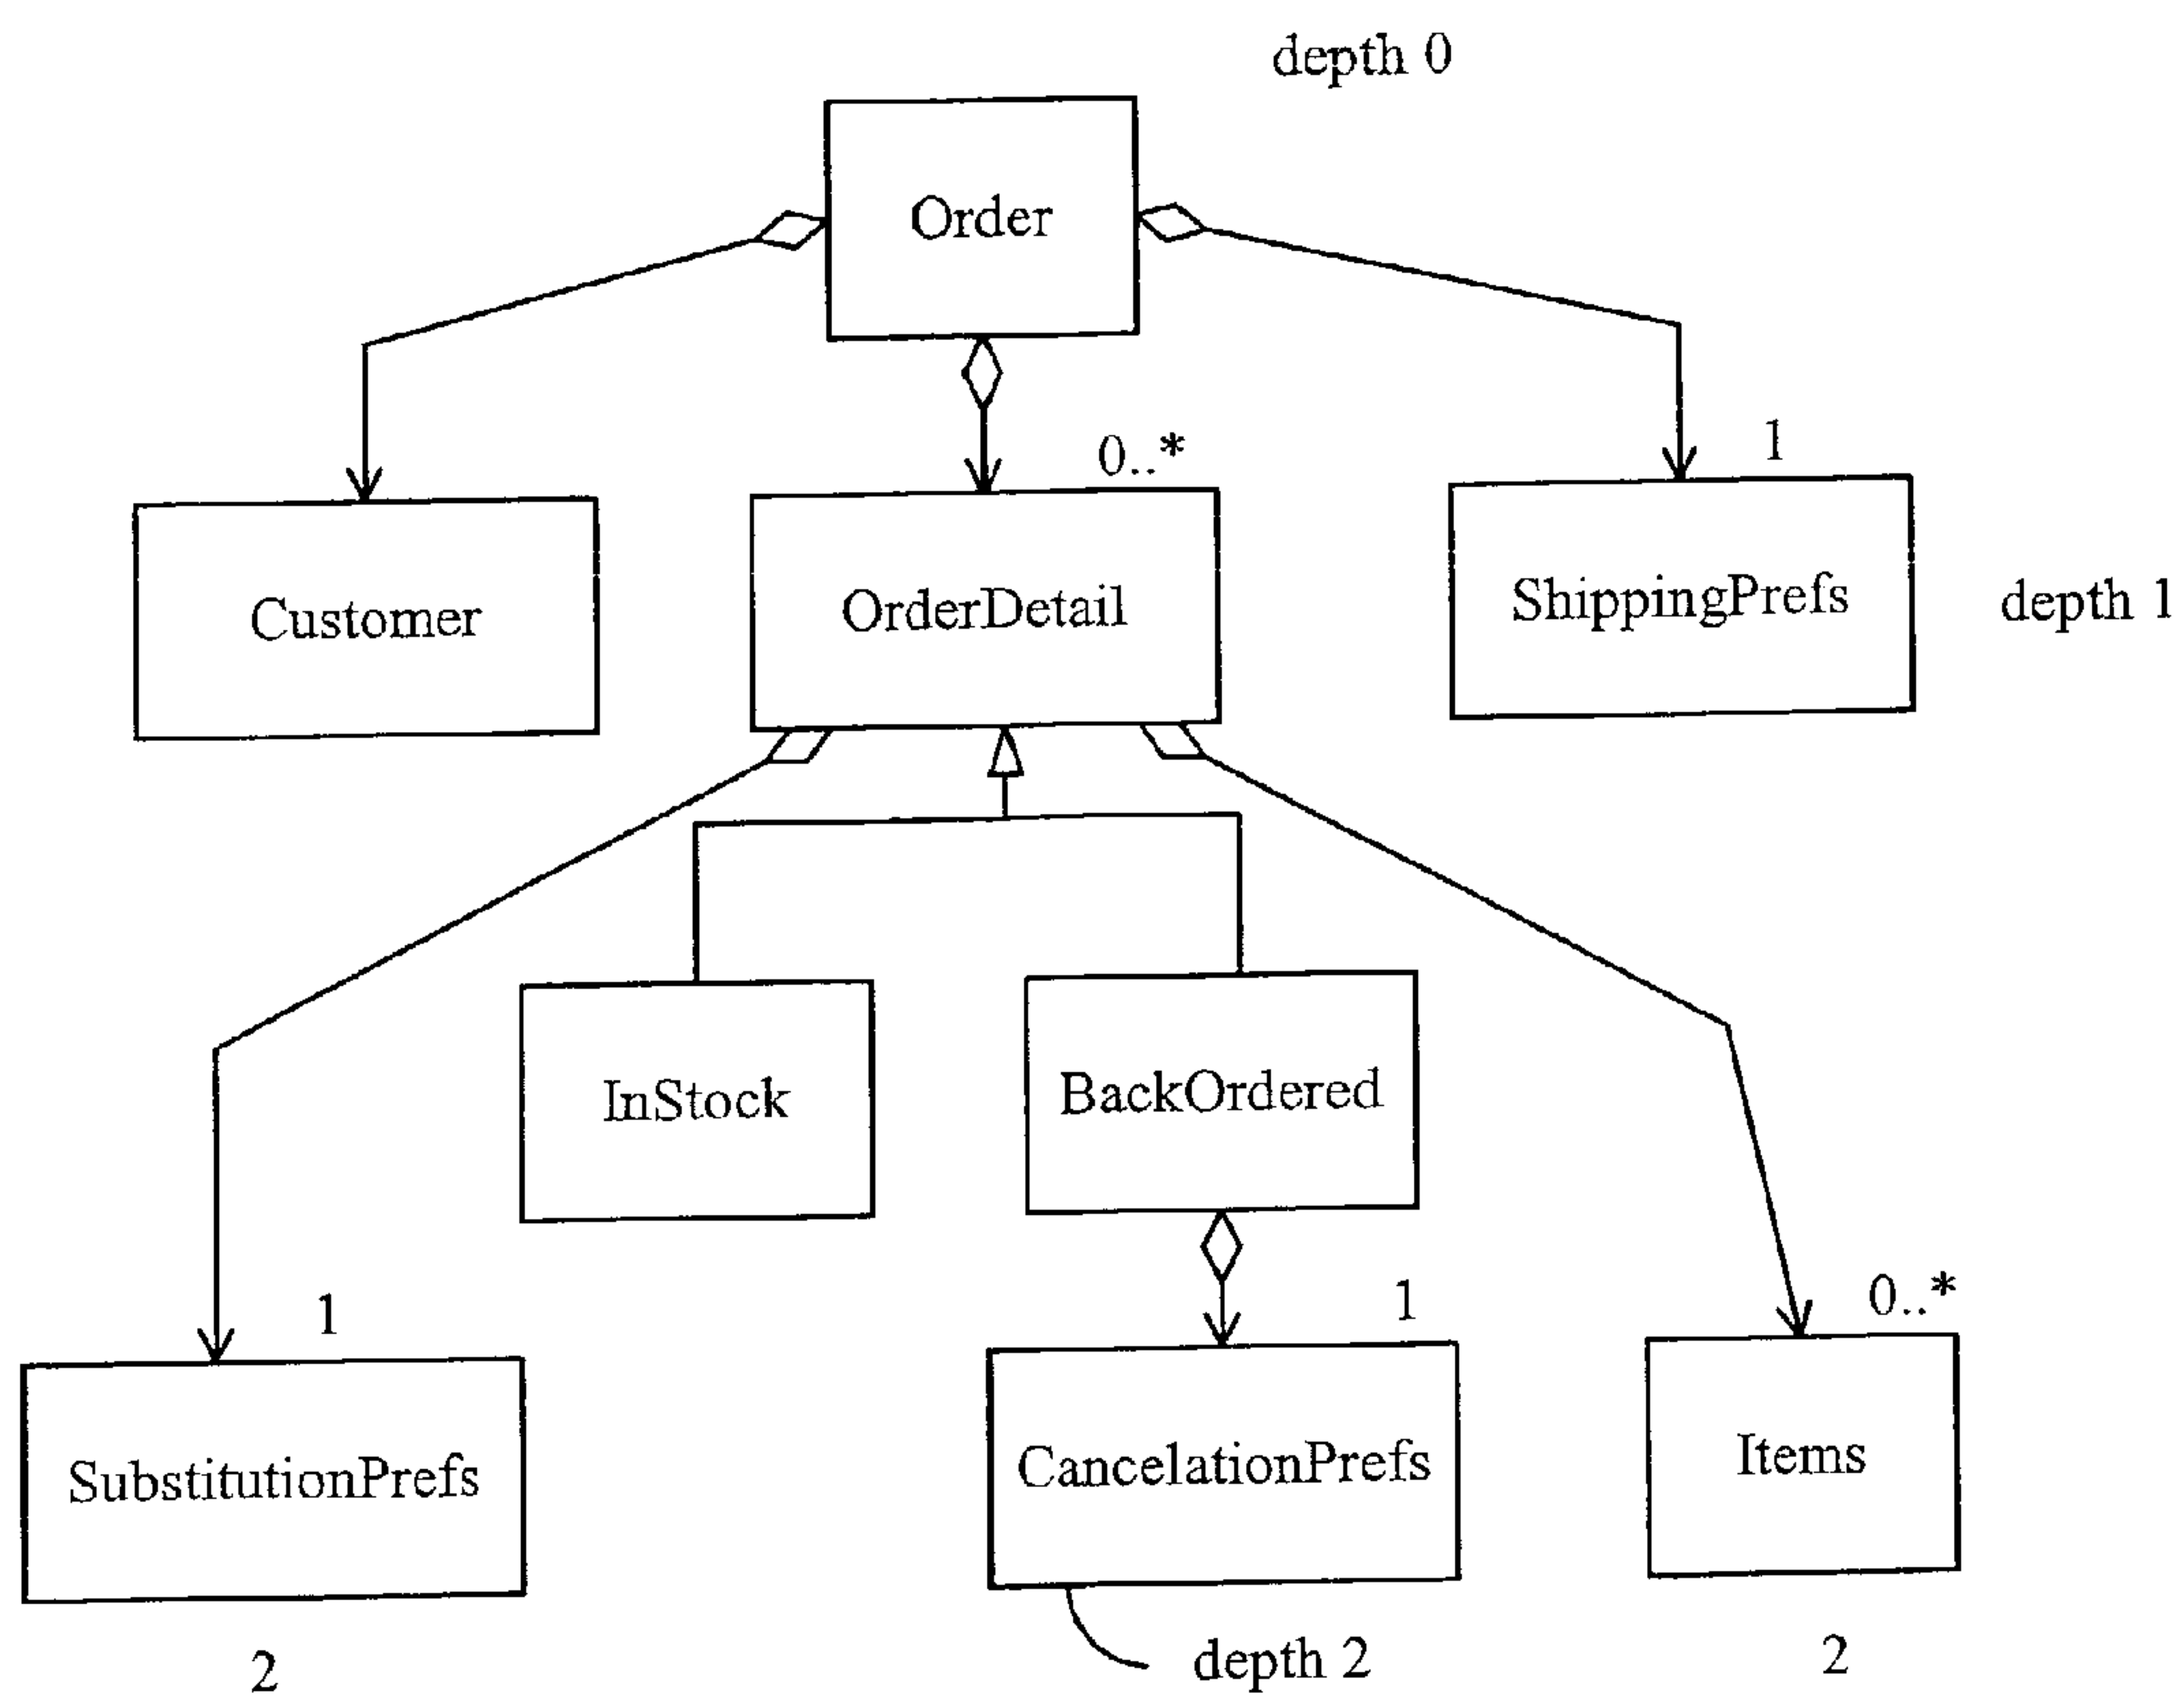 depth 0
Order
0..*
1
Customer
OrderDetail
ShippingPrefs
depth 1
InStock
BackOrdered
1
1
0..*
SubstitutionPrefs
CancelationPrefs
Items
2
depth 2
2